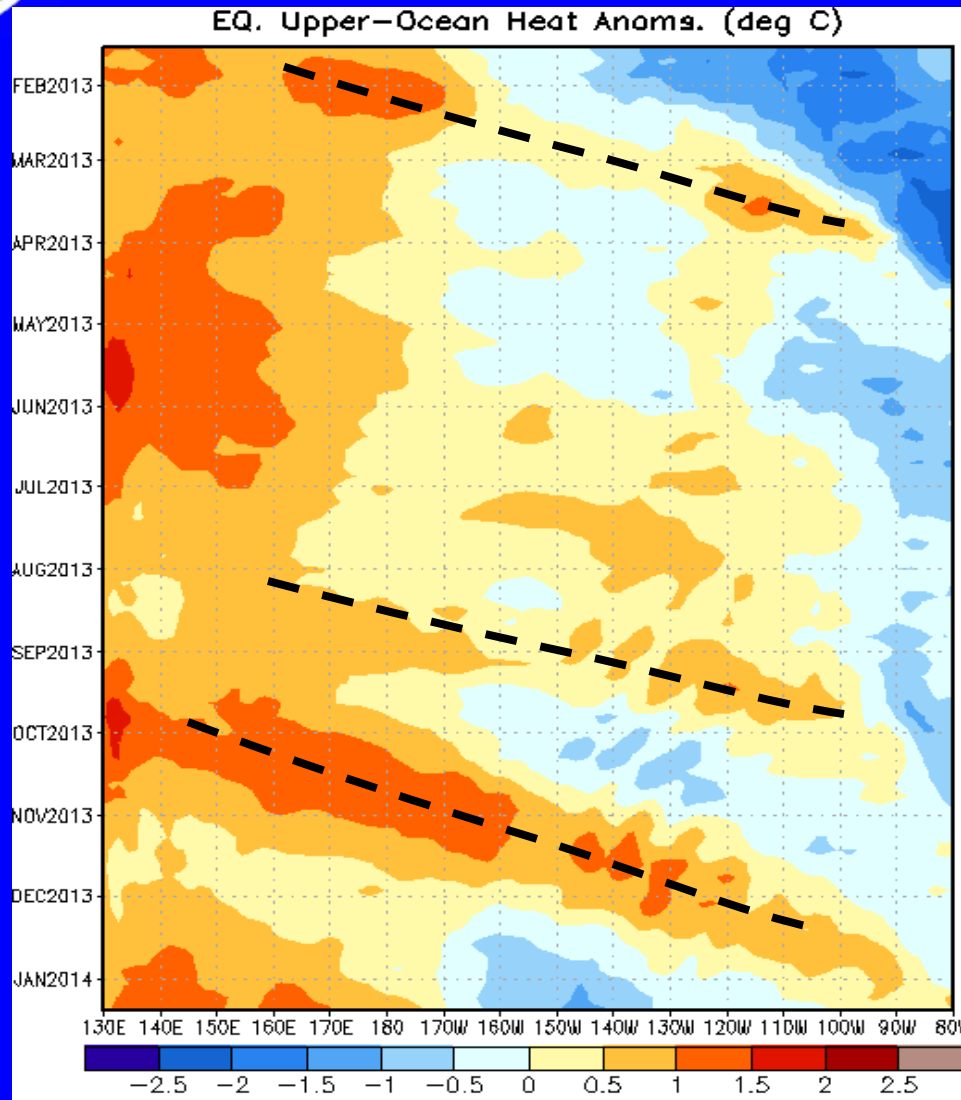 EQ. Upper-Ocean Heat Anoms. (deg C)
FEB2013
MAR2013
APR2013
MAY2013
JUN2013
JUL2013
AUG2013
SEP2013
OCT2013
NOV2013
DEC2013
JAN2014
130E 140E 150E 160E 170E 180 170W 160W 150W 140W 130W 120W 110W 100W 90W 80W
-2.5 -2 -1.5 -1 -0.5 0 0.5 1 1.5 2 2.5